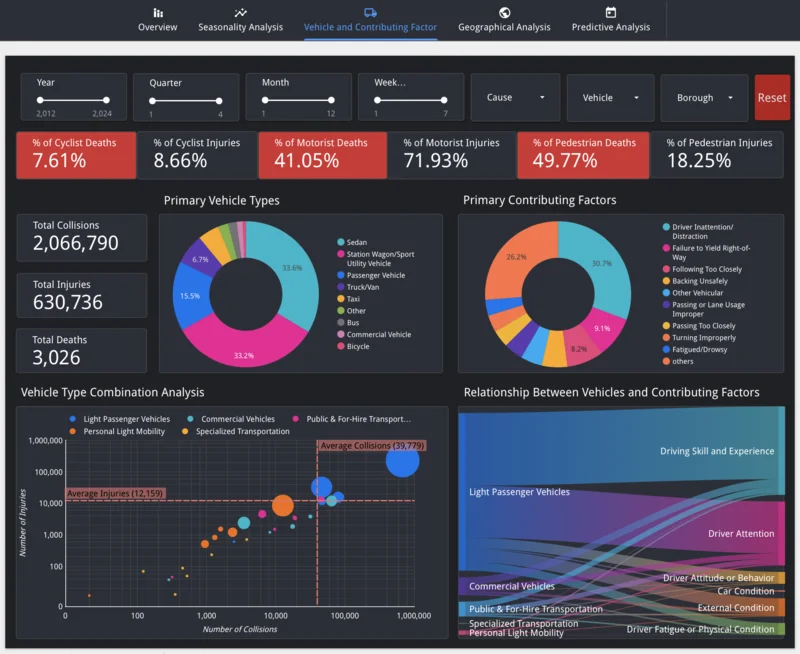 Overview
Seasonality Analysis
Vehicle and Contributing Factor
Geographical Analysis
Predictive Analysis
Year
2,012 2,024
Quarter
1 4
Month
1 12
Week...
1 7
Cause
Vehicle
Borough
Reset
% of Cyclist Deaths
7.61%
% of Cyclist Injuries
8.66%
% of Motorist Deaths
41.05%
% of Motorist Injuries
71.93%
% of Pedestrian Deaths
49.77%
% of Pedestrian Injuries
18.25%
Total Collisions
2,066,790
Total Injuries
630,736
Total Deaths
3,026
Primary Vehicle Types
33.6%
33.2%
15.5%
6.7%
Sedan
Station Wagon/Sport
Utility Vehicle
Passenger Vehicle
Truck/Van
Taxi
Other
Bus
Commercial Vehicle
Bicycle
Primary Contributing Factors
26.2%
30.7%
9.1%
8.2%
Driver Inattention/
Distraction
Failure to Yield Right-of-
Way
Following Too Closely
Backing Unsafely
Other Vehicular
Passing or Lane Usage
Improper
Passing Too Closely
Turning Improperly
Fatigued/Drowsy
others
Vehicle Type Combination Analysis
Light Passenger Vehicles
Commercial Vehicles
Public & For-Hire Transport...
Personal Light Mobility
Specialized Transportation
Number of Injuries
1,000,000
100,000
10,000
1,000
100
0
Average Collisions (39,779)
Average Injuries (12,159)
0 100 1,000 10,000 100,000 1,000,000
Number of Collisions
Relationship Between Vehicles and Contributing Factors
Light Passenger Vehicles
Commercial Vehicles
Public & For-Hire Transportation
Specialized Transportation
Personal Light Mobility
Driving Skill and Experience
Driver Attention
Driver Attitude or Behavior
Car Condition
External Condition
Driver Fatigue or Physical Condition